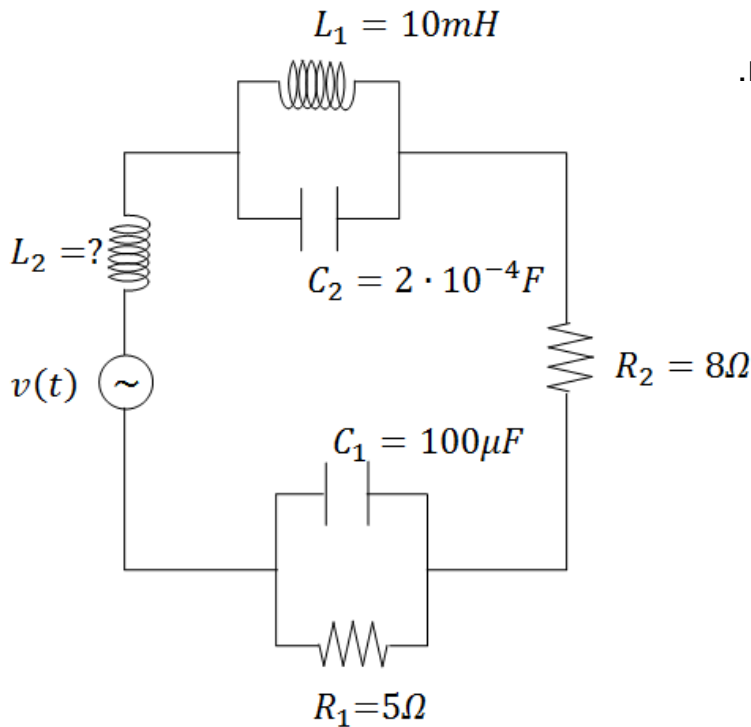 L₁ = 10mH
L₂ =?
C₂ = 2 · 10⁻⁴F
v(t)
~
R₂ = 8Ω
C₁ = 100μF
R₁=5Ω